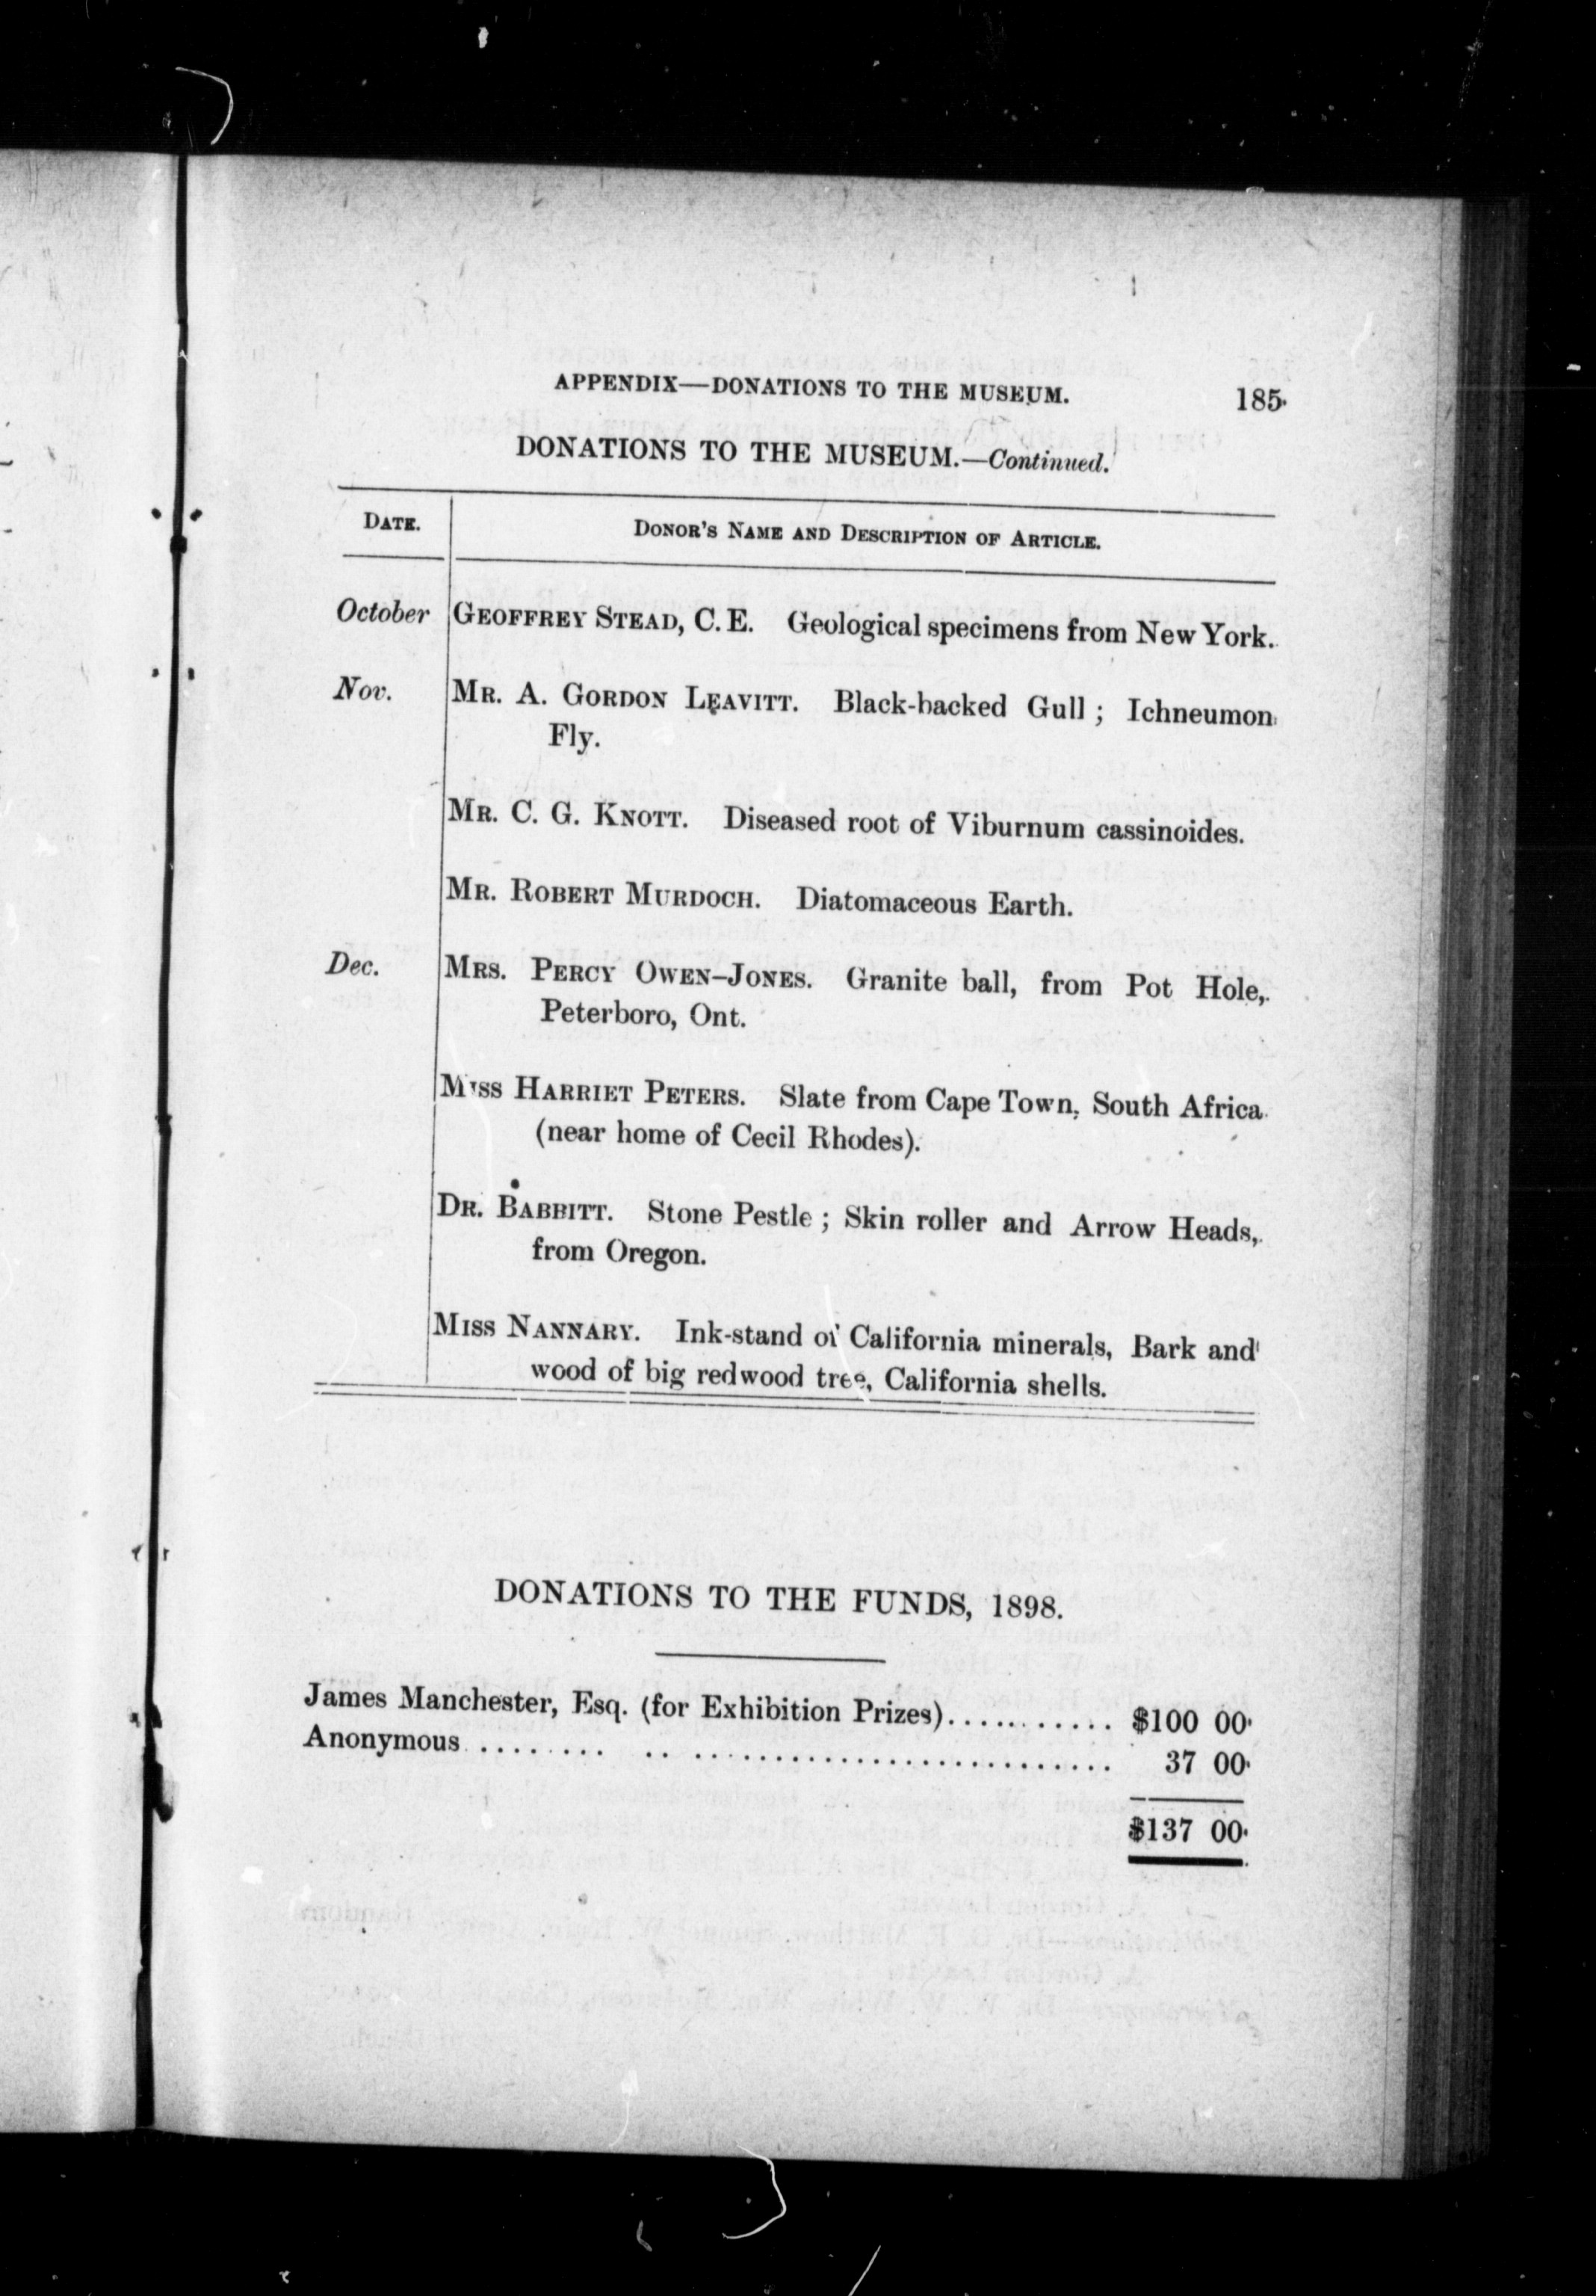 APPENDIX—DONATIONS TO THE MUSEUM. 185
DONATIONS TO THE MUSEUM.—Continued.
DATE. DONOR'S NAME AND DESCRIPTION OF ARTICLE.
October GEOFFREY STEAD, C. E. Geological specimens from New York.
Nov. MR. A. GORDON LEAVITT. Black-backed Gull ; Ichneumon
Fly.
MR. C. G. KNOTT. Diseased root of Viburnum cassinoides.
MR. ROBERT MURDOCH. Diatomaceous Earth.
Dec. MRS. PERCY OWEN-JONES. Granite ball, from Pot Hole,
Peterboro, Ont.
MISS HARRIET PETERS. Slate from Cape Town, South Africa
(near home of Cecil Rhodes).
DR. BABBITT. Stone Pestle ; Skin roller and Arrow Heads,
from Oregon.
MISS NANNARY. Ink-stand of California minerals, Bark and
wood of big redwood tree, California shells.
DONATIONS TO THE FUNDS, 1898.
James Manchester, Esq. (for Exhibition Prizes)............ $100 00
Anonymous ........ .. ............................ 37 00
$137 00